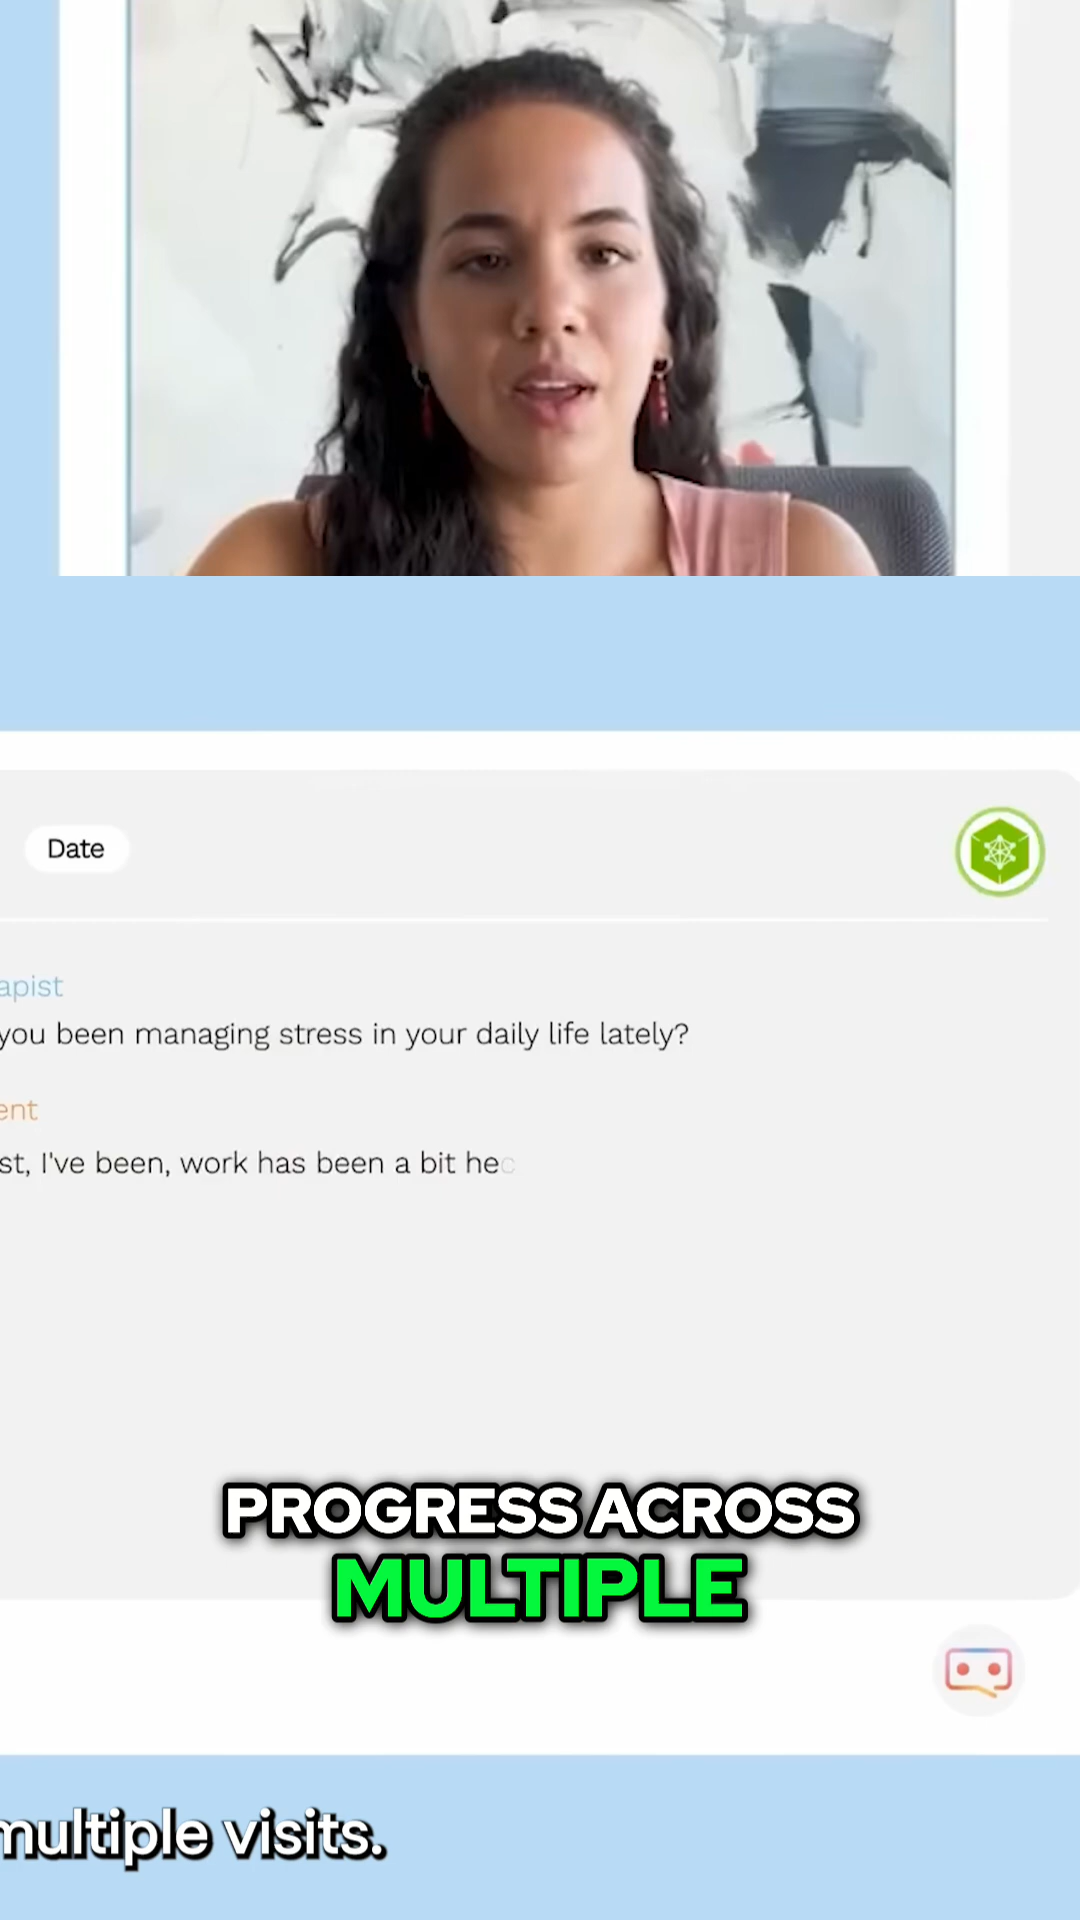 Date
apist
you been managing stress in your daily life lately?
ent
st, I've been, work has been a bit hec
PROGRESS ACROSS
MULTIPLE
multiple visits.